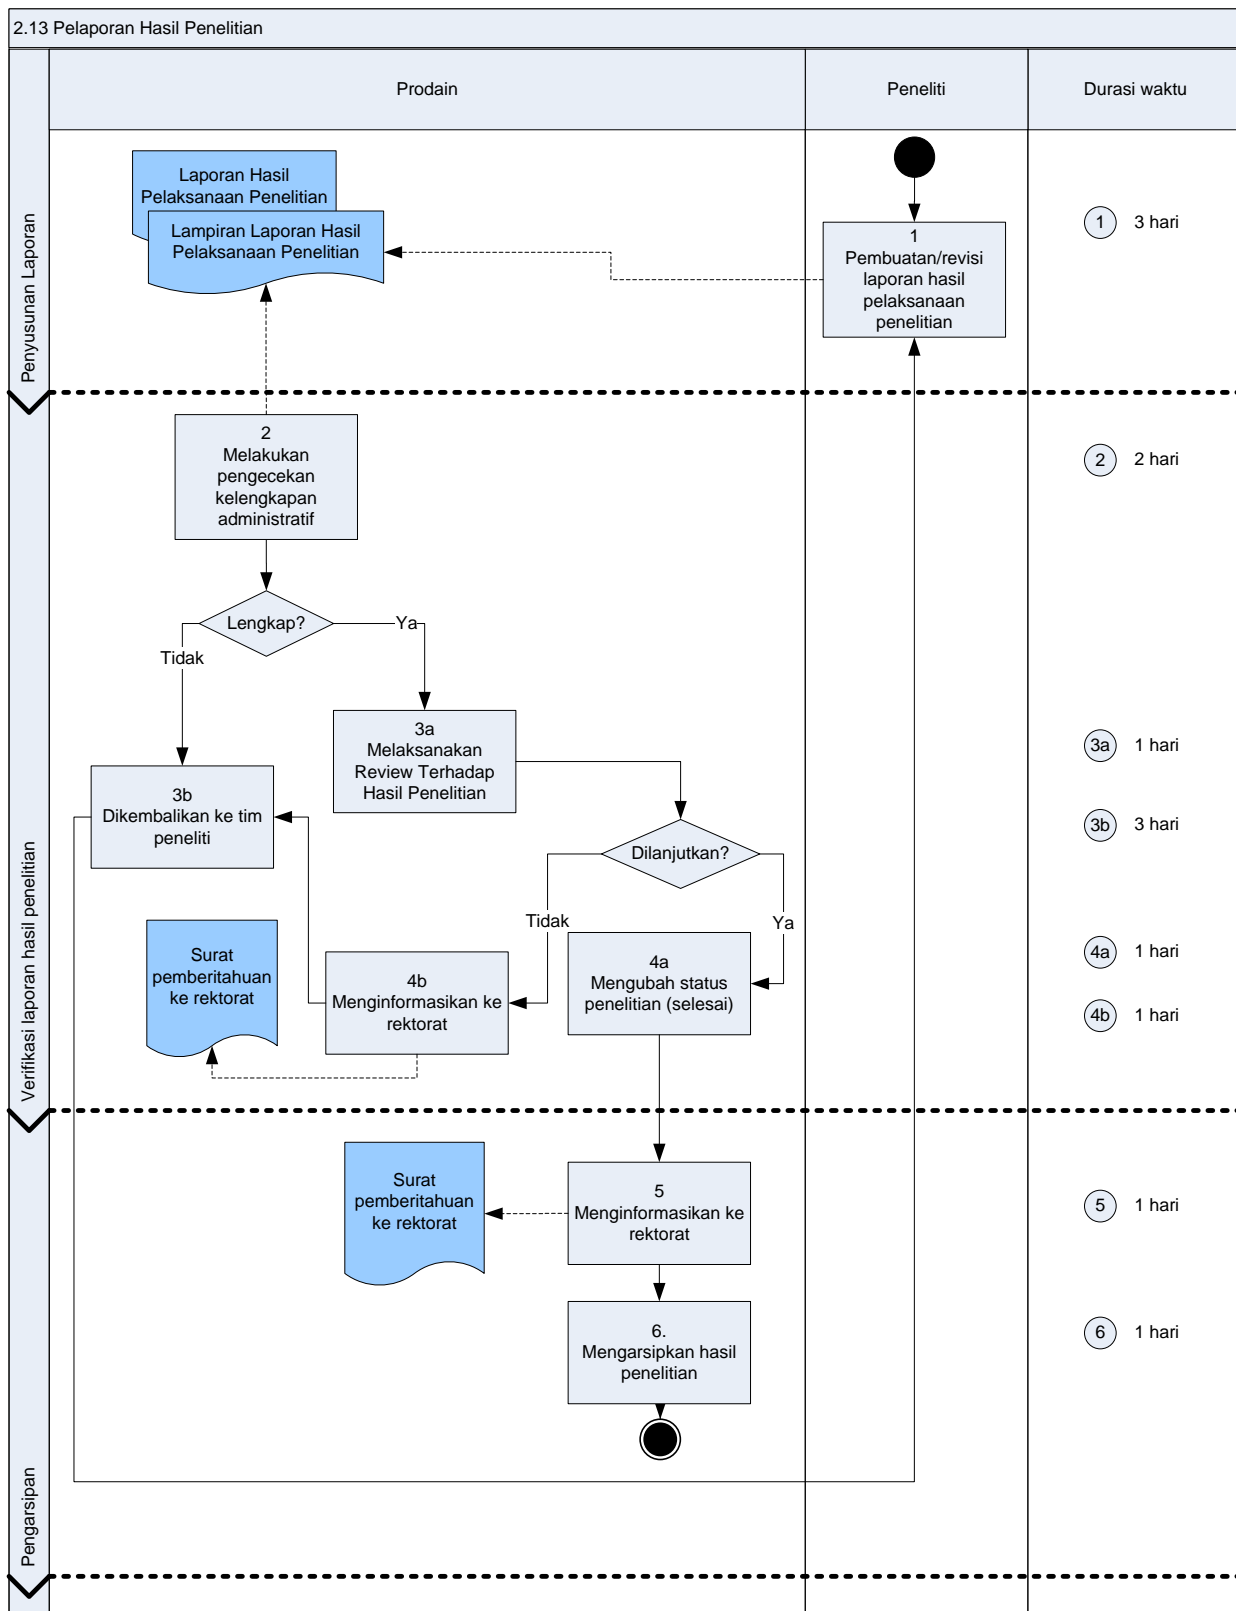 2.13 Pelaporan Hasil Penelitian
Prodain
Peneliti
Durasi waktu
Penyusunan Laporan
Laporan Hasil
Pelaksanaan Penelitian
Lampiran Laporan Hasil
Pelaksanaan Penelitian
1
Pembuatan/revisi
laporan hasil
pelaksanaan
penelitian
1 3 hari
Verifikasi laporan hasil penelitian
2
Melakukan
pengecekan
kelengkapan
administratif
2 2 hari
Lengkap?
Ya
Tidak
3a
Melaksanakan
Review Terhadap
Hasil Penelitian
3a 1 hari
3b
Dikembalikan ke tim
peneliti
3b 3 hari
Dilanjutkan?
Tidak
Ya
Surat
pemberitahuan
ke rektorat
4b
Menginformasikan ke
rektorat
4a
Mengubah status
penelitian (selesai)
4a 1 hari
4b 1 hari
Pengarsipan
Surat
pemberitahuan
ke rektorat
5
Menginformasikan ke
rektorat
5 1 hari
6.
Mengarsipkan hasil
penelitian
6 1 hari